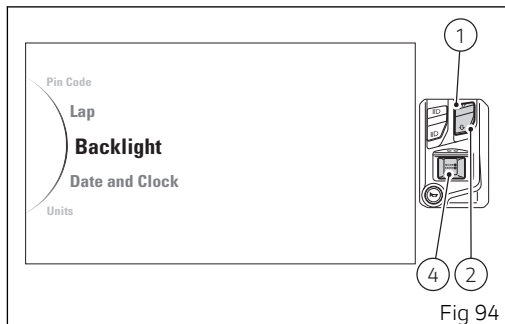 Pin Code
Lap
Backlight
Date and Clock
Units
1
4
2
Fig 94